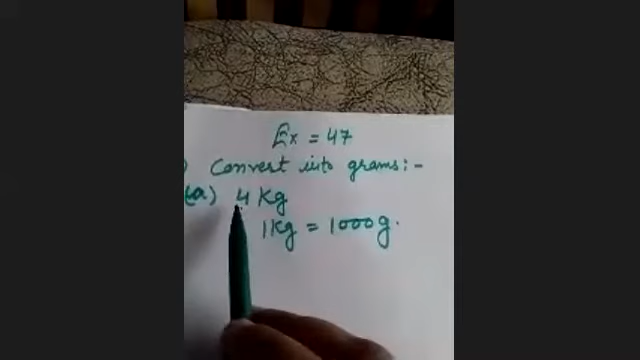 Ex = 47
) Convert into grams:-
(a) 4 Kg
1Kg = 1000g.